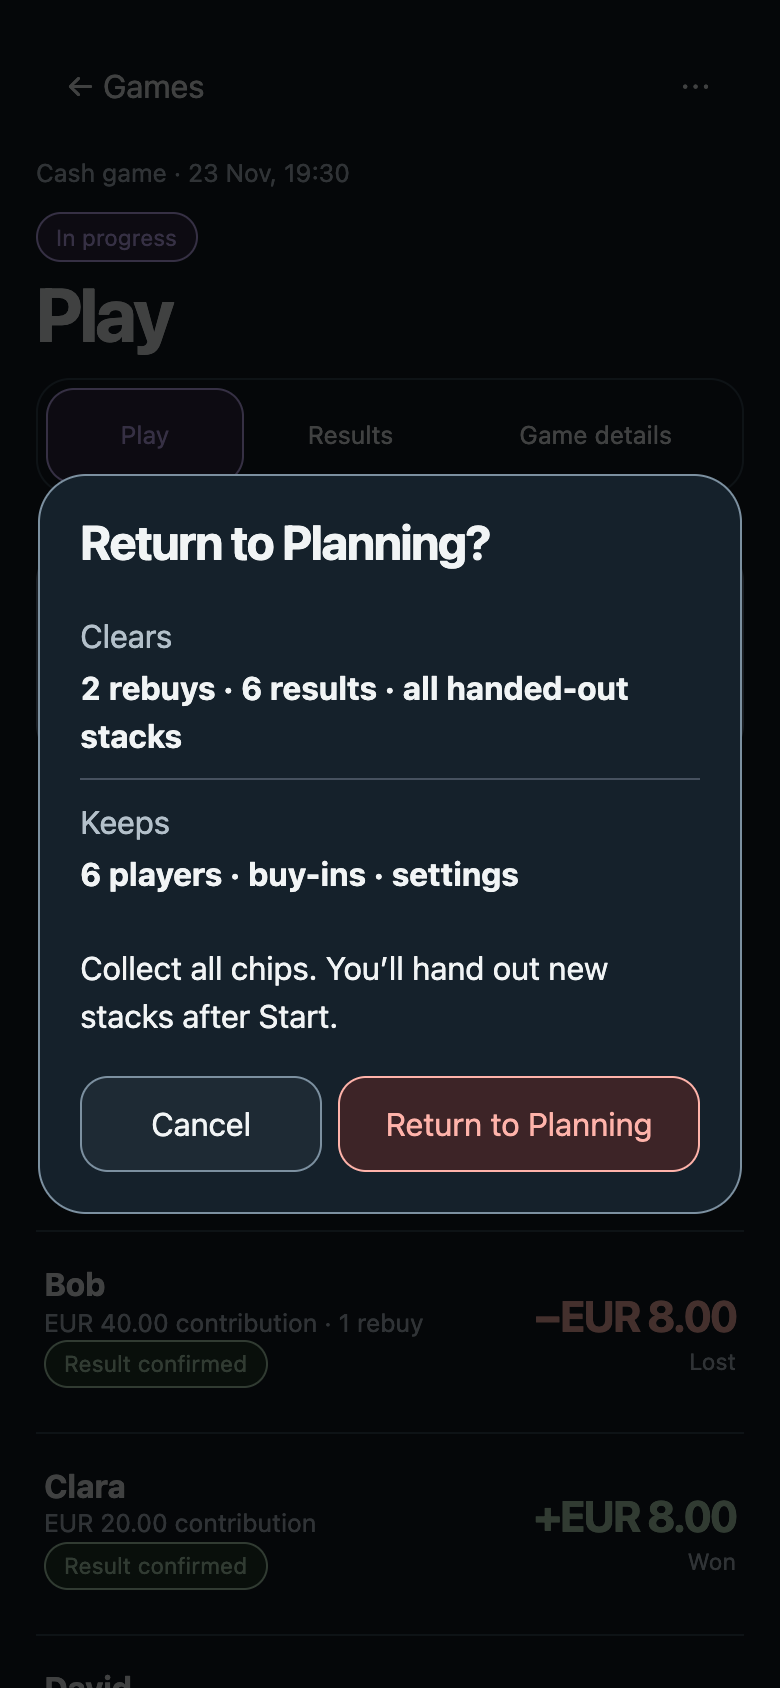 ← Games
...
Cash game · 23 Nov, 19:30
In progress
Play
Play
Results
Game details
Return to Planning?
Clears
2 rebuys · 6 results · all handed-out
stacks
Keeps
6 players · buy-ins · settings
Collect all chips. You’ll hand out new
stacks after Start.
Cancel
Return to Planning
Bob
EUR 40.00 contribution · 1 rebuy
Result confirmed
−EUR 8.00
Lost
Clara
EUR 20.00 contribution
Result confirmed
+EUR 8.00
Won
David